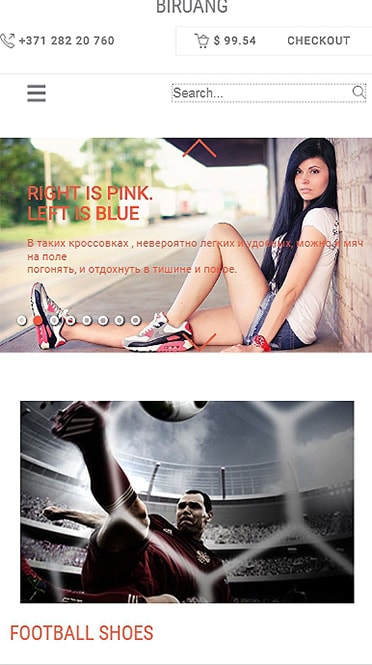 BIRUANG
+371 282 20 760
$ 99.54
CHECKOUT
Search...
RIGHT IS PINK.
LEFT IS BLUE
В таких кроссовках , невероятно легких и удобных, можно и мяч
на поле
погонять, и отдохнуть в тишине и покое.
FOOTBALL SHOES